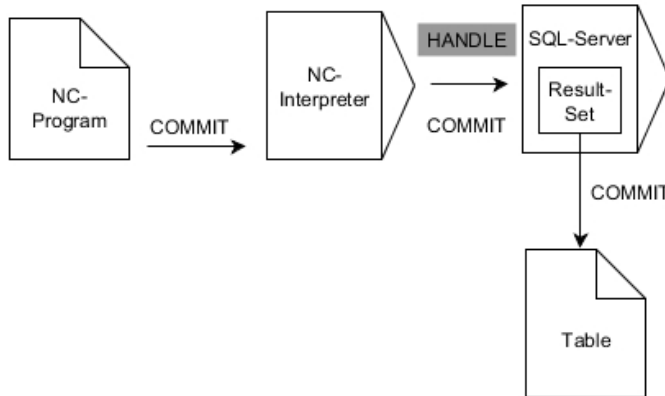 NC-
Program
COMMIT
NC-
Interpreter
HANDLE
COMMIT
SQL-Server
Result-
Set
COMMIT
Table